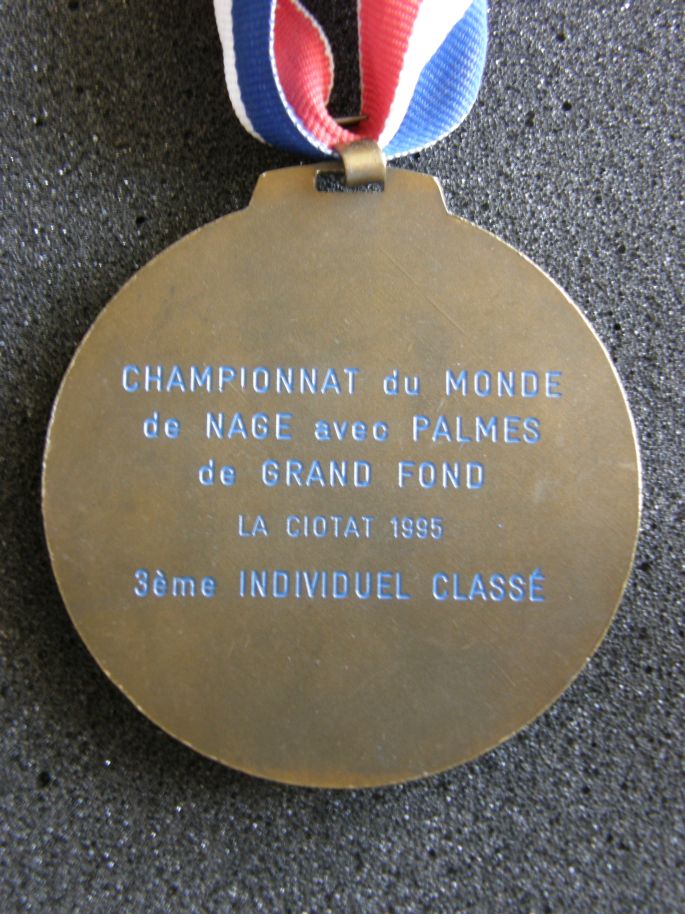 CHAMPIONNAT du MONDE
de NAGE avec PALMES
de GRAND FOND
LA CIOTAT 1995
3ème INDIVIDUEL CLASSÉ